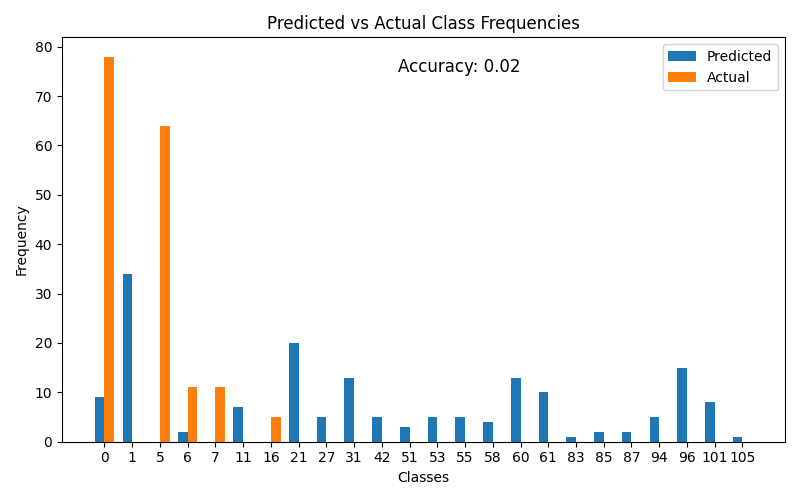 Predicted vs Actual Class Frequencies
Accuracy: 0.02
Predicted
Actual
Frequency
80
70
60
50
40
30
20
10
0
0 1 5 6 7 11 16 21 27 31 42 51 53 55 58 60 61 83 85 87 94 96 101 105
Classes